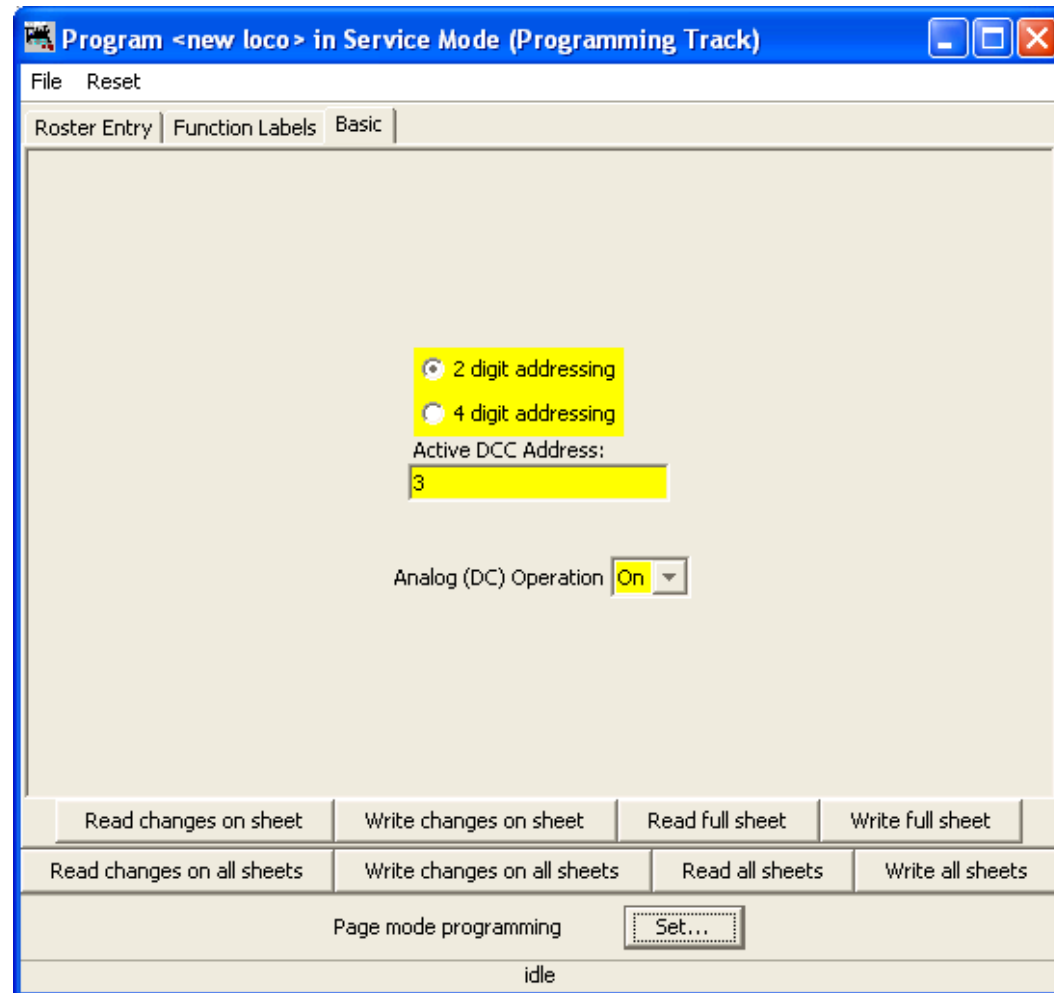 Program <new loco> in Service Mode (Programming Track)
File Reset
Roster Entry Function Labels Basic
2 digit addressing
4 digit addressing
Active DCC Address:
3
Analog (DC) Operation On
Read changes on sheet Write changes on sheet Read full sheet Write full sheet
Read changes on all sheets Write changes on all sheets Read all sheets Write all sheets
Page mode programming Set...
idle